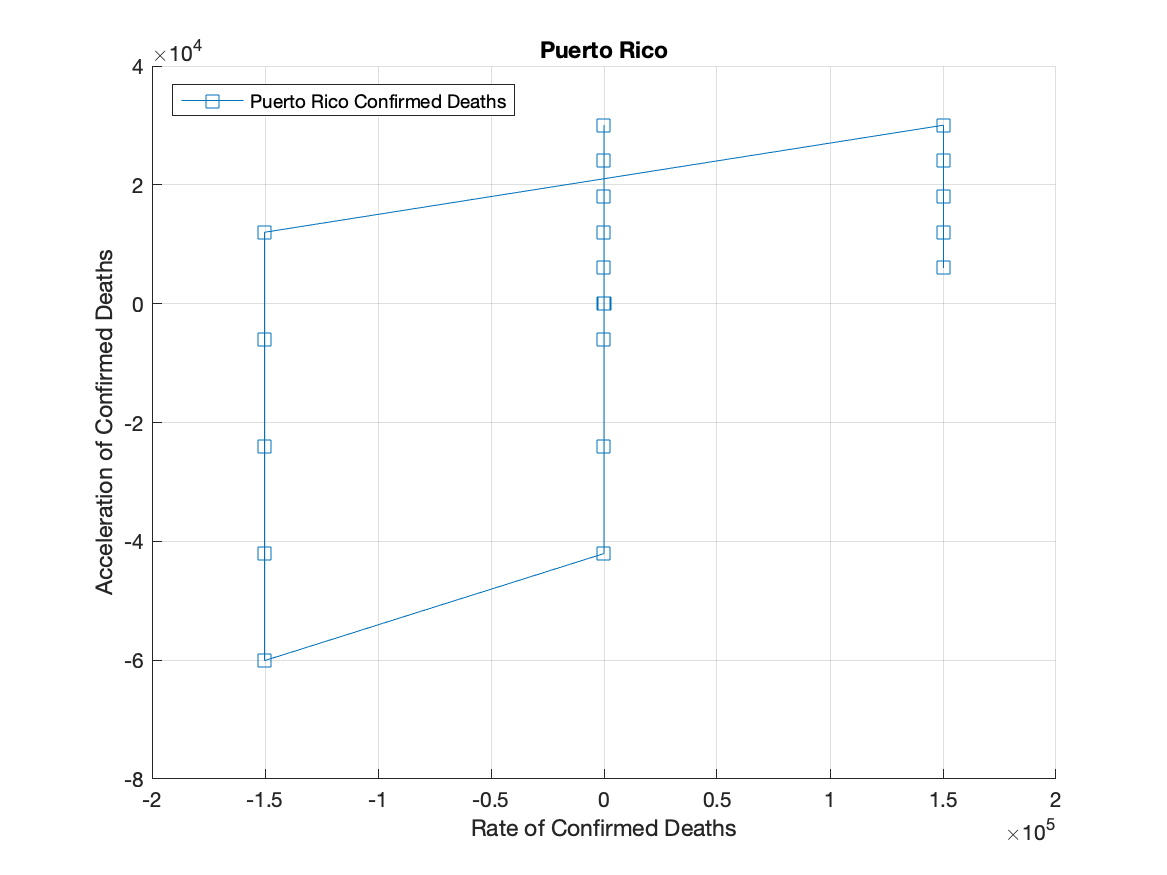 Puerto Rico
×10^4
Puerto Rico Confirmed Deaths
4
2
0
-2
-4
-6
-8
Acceleration of Confirmed Deaths
-2 -1.5 -1 -0.5 0 0.5 1 1.5 2
Rate of Confirmed Deaths
×10^5